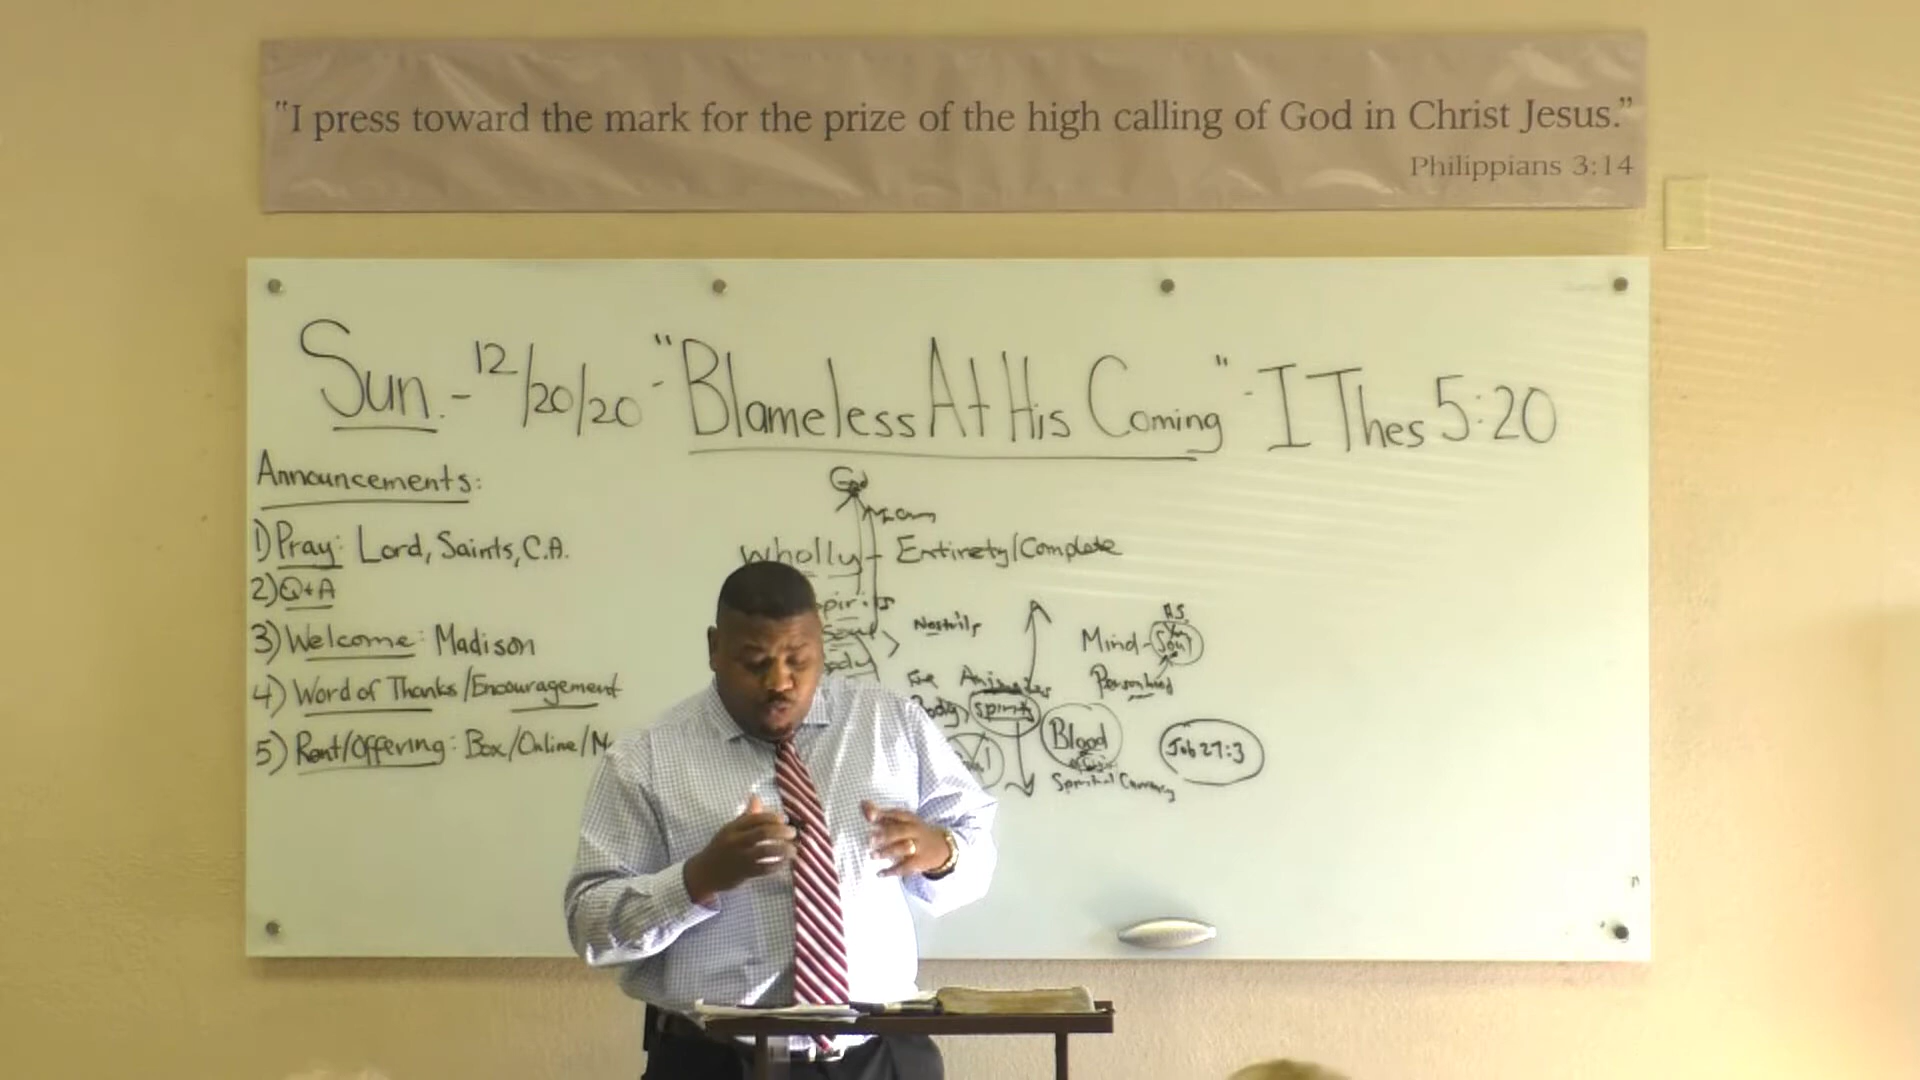 “I press toward the mark for the prize of the high calling of God in Christ Jesus.”
Philippians 3:14
Sun. - 12/20/20 - "Blameless At His Coming" - I Thes 5:20
Announcements:
1) Pray: Lord, Saints, C.A.
2) Q+A
3) Welcome: Madison
4) Word of Thanks/Encouragement
5) Rent/Offering: Box/Online/M
God
I am
Wholly - Entirety/Complete
Nostrils
Mind - Soul
Personhood
spirit
Blood
Spiritual Currency
Job 27:3